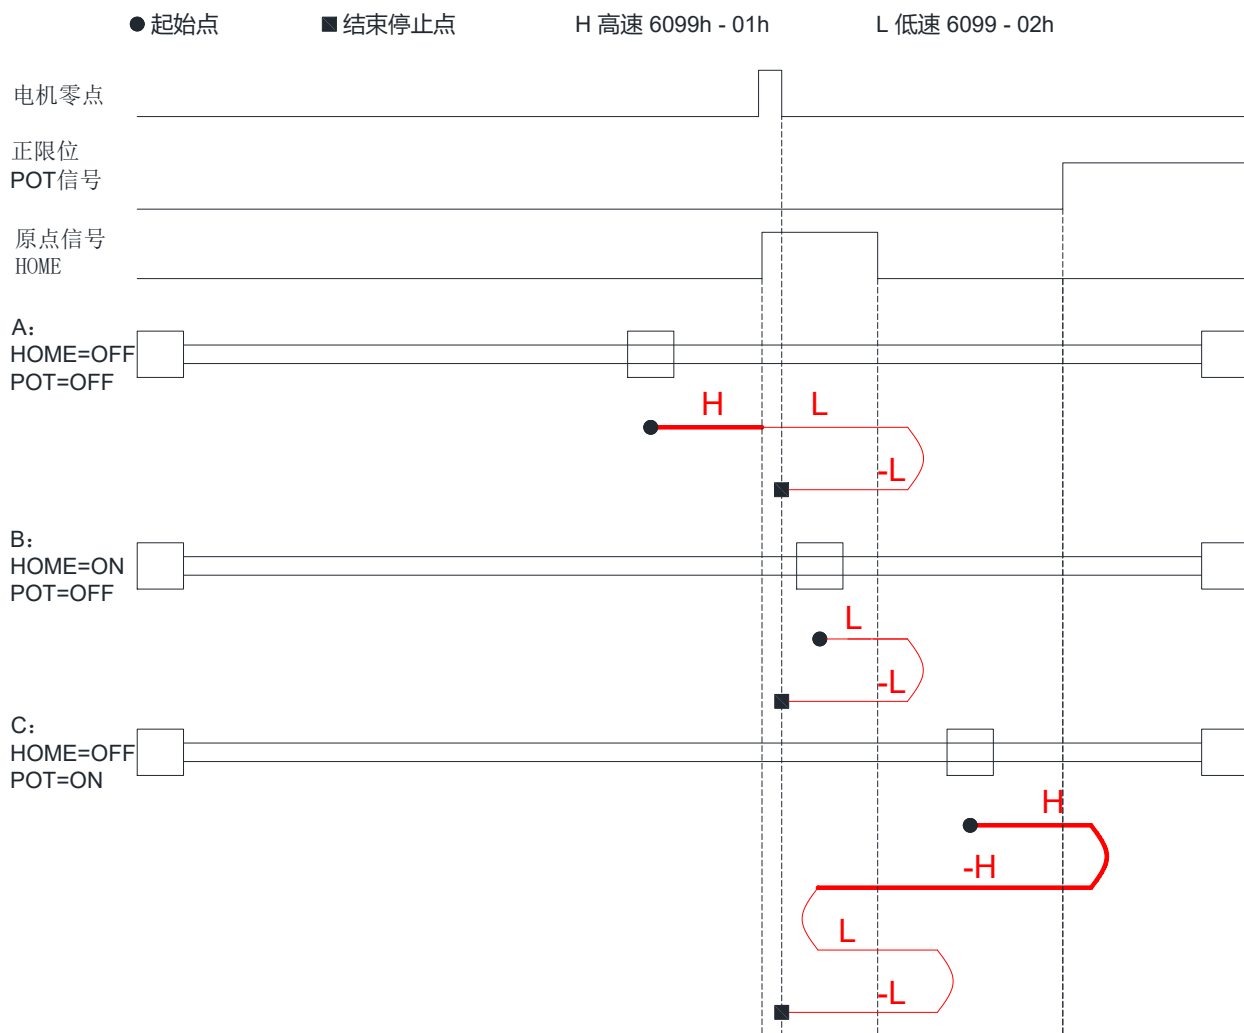 起始点 结束停止点 H 高速 6099h - 01h L 低速 6099 - 02h
电机零点
正限位
POT信号
原点信号
HOME
A：
HOME=OFF
POT=OFF
H L
-L
B：
HOME=ON
POT=OFF
L
-L
C：
HOME=OFF
POT=ON
H
-H
L
-L